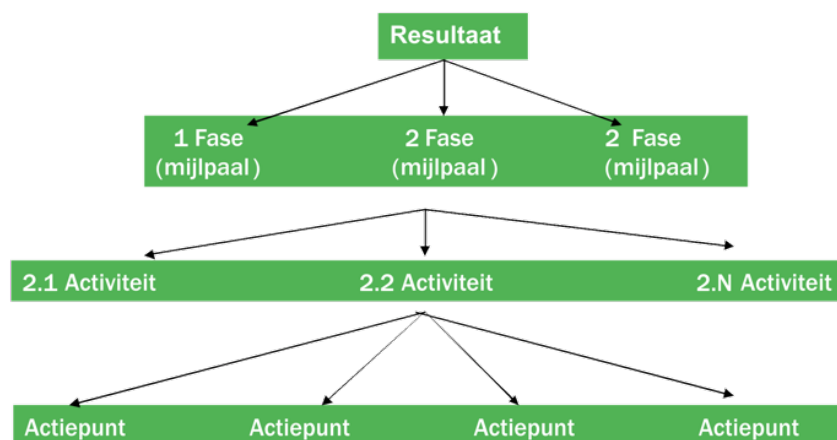 Resultaat
1 Fase 2 Fase 2 Fase
(mijlpaal) (mijlpaal) (mijlpaal)
2.1 Activiteit 2.2 Activiteit 2.N Activiteit
Actiepunt Actiepunt Actiepunt Actiepunt